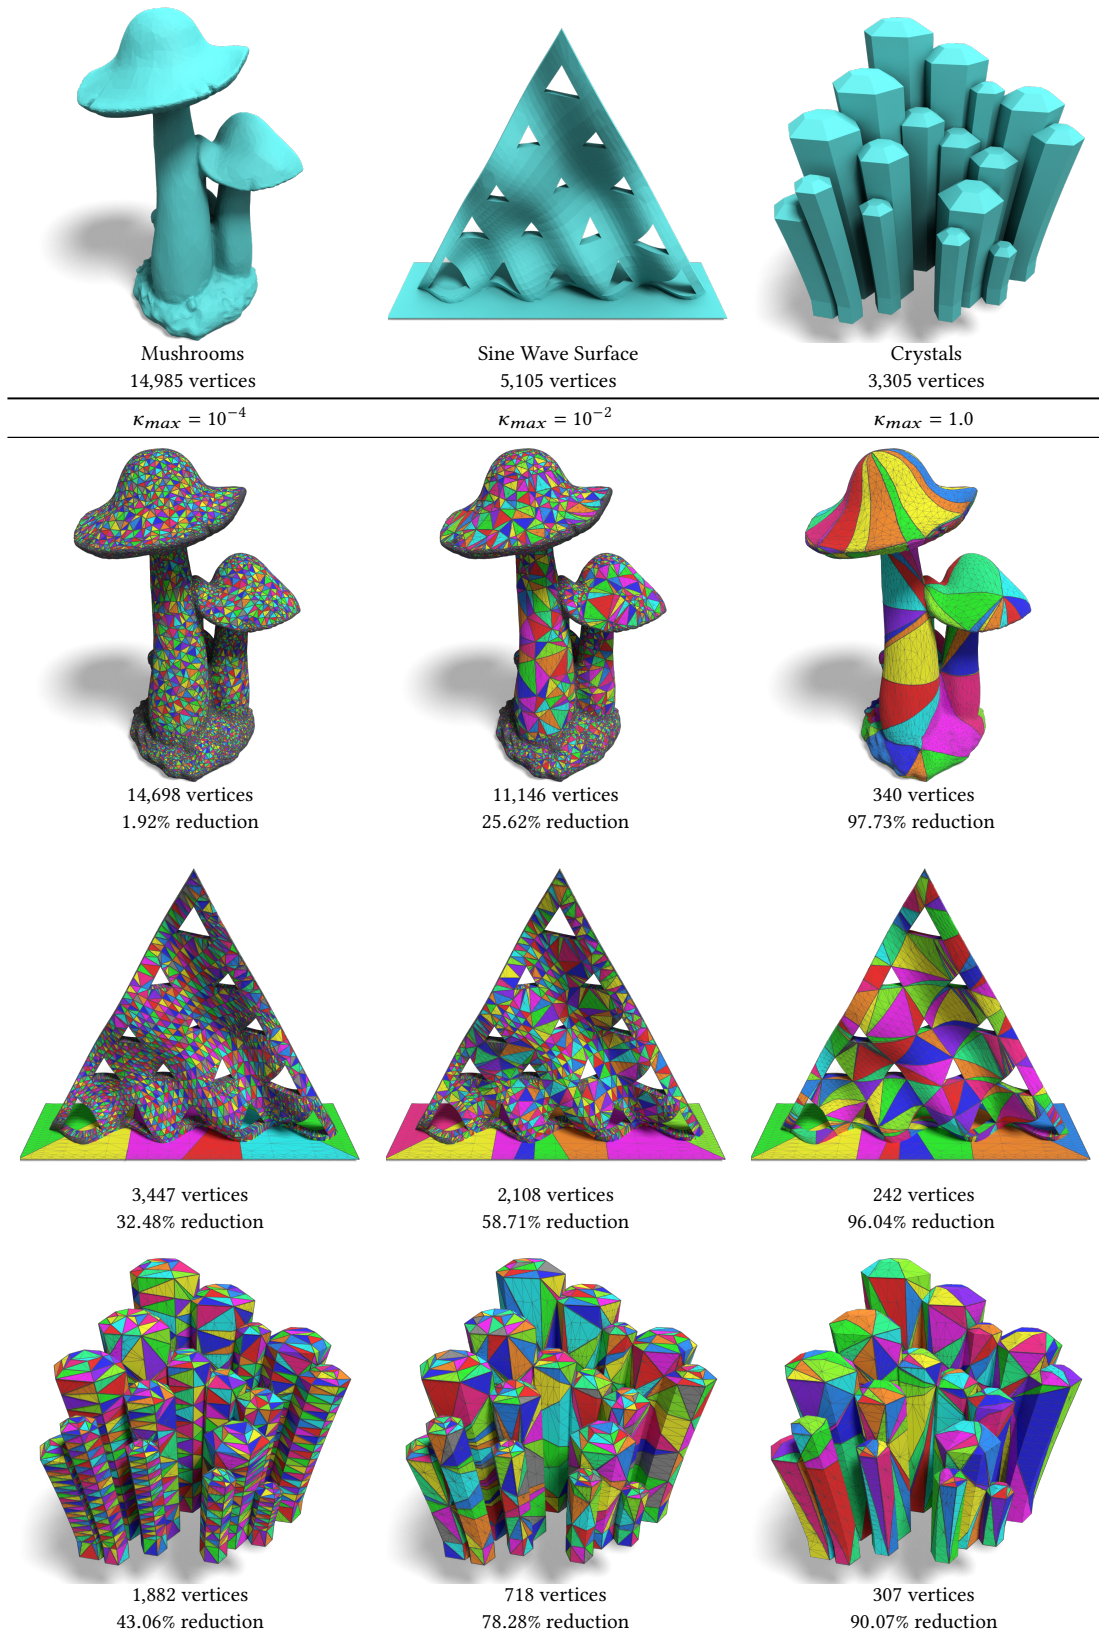 Mushrooms
14,985 vertices
Sine Wave Surface
5,105 vertices
Crystals
3,305 vertices
κmax = 10⁻⁴
κmax = 10⁻²
κmax = 1.0
14,698 vertices
1.92% reduction
11,146 vertices
25.62% reduction
340 vertices
97.73% reduction
3,447 vertices
32.48% reduction
2,108 vertices
58.71% reduction
242 vertices
96.04% reduction
1,882 vertices
43.06% reduction
718 vertices
78.28% reduction
307 vertices
90.07% reduction